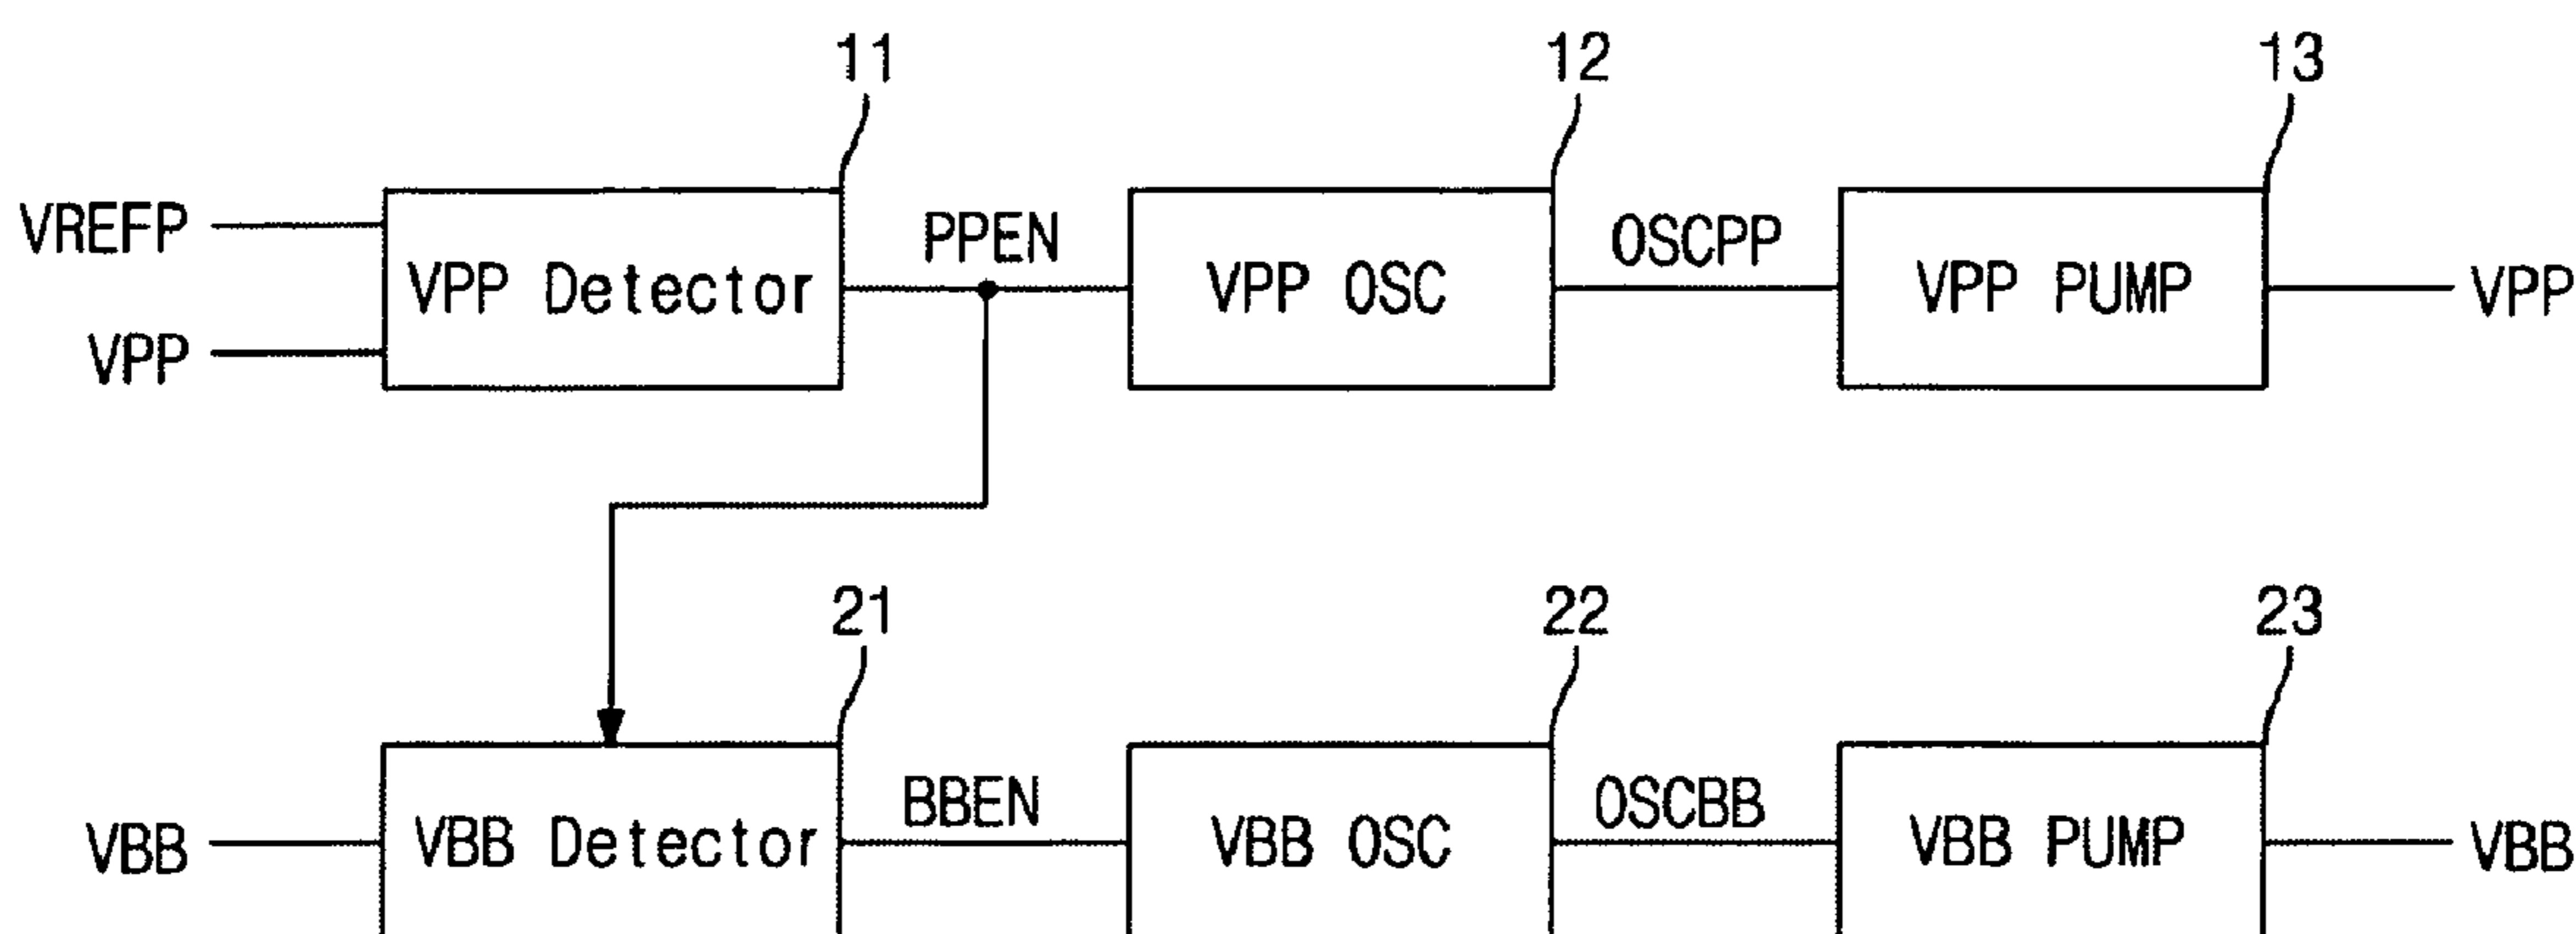 11 12 13
VREFP
VPP
VPP Detector
PPEN
VPP OSC
OSCPP
VPP PUMP
VPP
21 22 23
VBB
VBB Detector
BBEN
VBB OSC
OSCBB
VBB PUMP
VBB